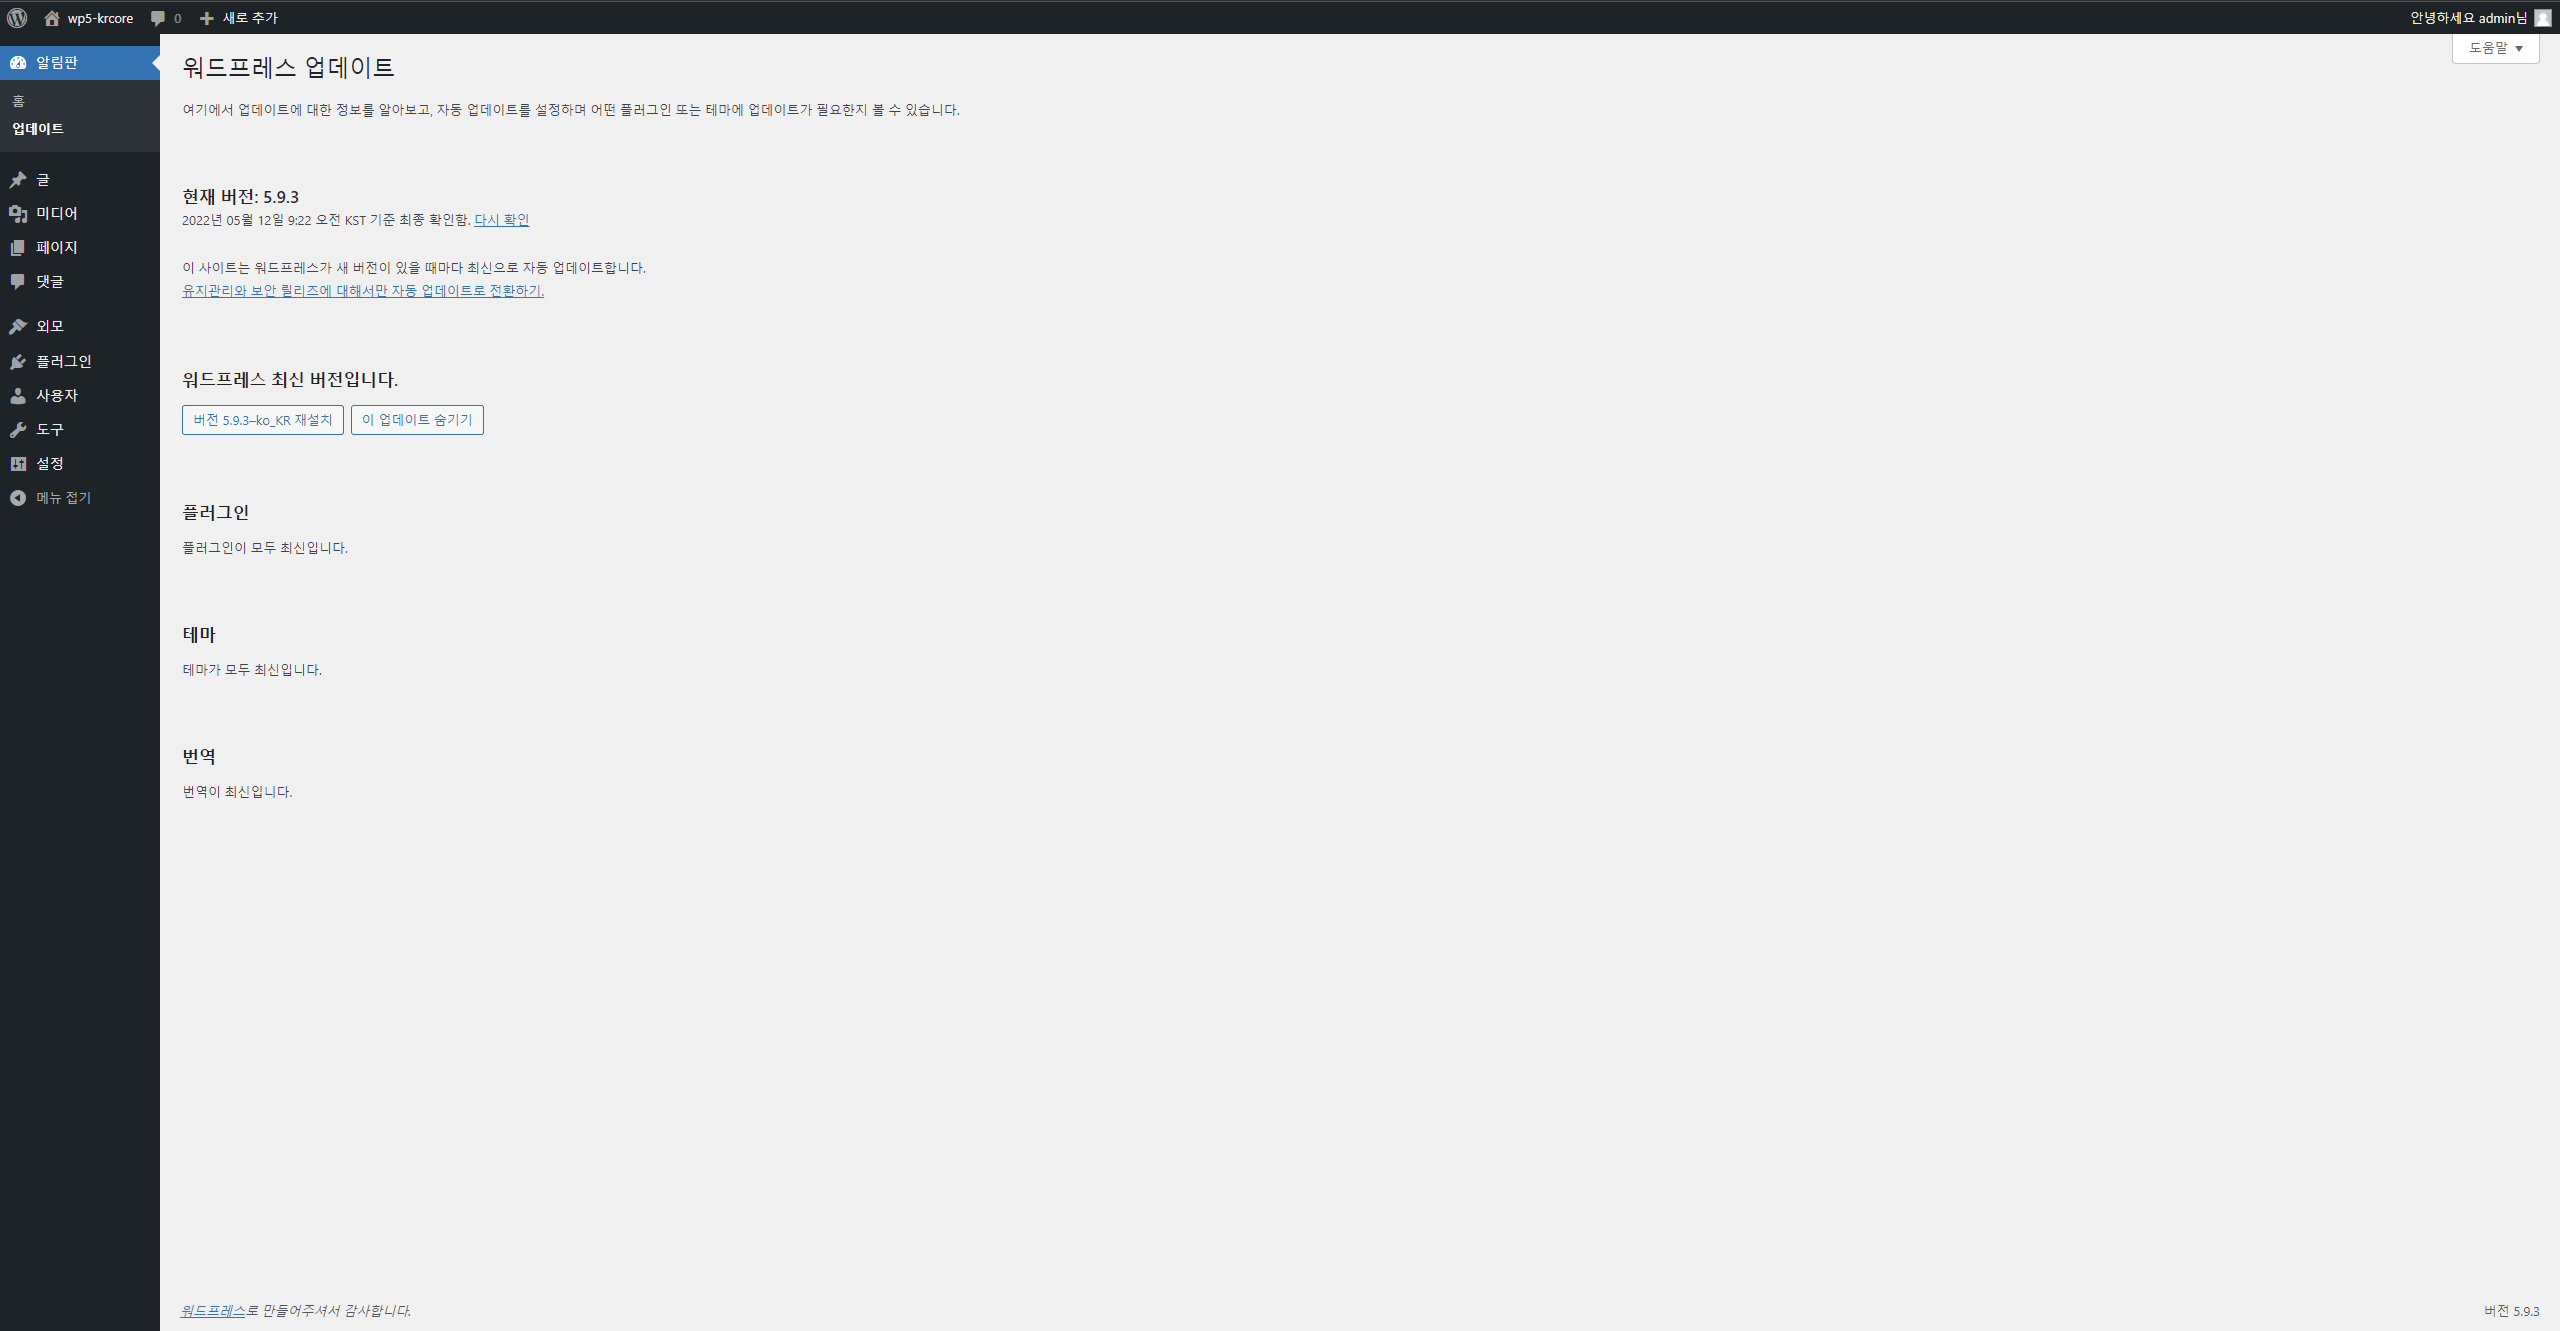 wp5-krcore 0 새로 추가 안녕하세요 admin님
알림판
홈
업데이트
글
미디어
페이지
댓글
외모
플러그인
사용자
도구
설정
메뉴 접기
도움말
워드프레스 업데이트
여기에서 업데이트에 대한 정보를 알아보고, 자동 업데이트를 설정하며 어떤 플러그인 또는 테마에 업데이트가 필요한지 볼 수 있습니다.
현재 버전: 5.9.3
2022년 05월 12일 9:22 오전 KST 기준 최종 확인함. 다시 확인
이 사이트는 워드프레스가 새 버전이 있을 때마다 최신으로 자동 업데이트합니다.
유지관리와 보안 릴리즈에 대해서만 자동 업데이트로 전환하기.
워드프레스 최신 버전입니다.
버전 5.9.3–ko_KR 재설치 이 업데이트 숨기기
플러그인
플러그인이 모두 최신입니다.
테마
테마가 모두 최신입니다.
번역
번역이 최신입니다.
워드프레스로 만들어주셔서 감사합니다. 버전 5.9.3